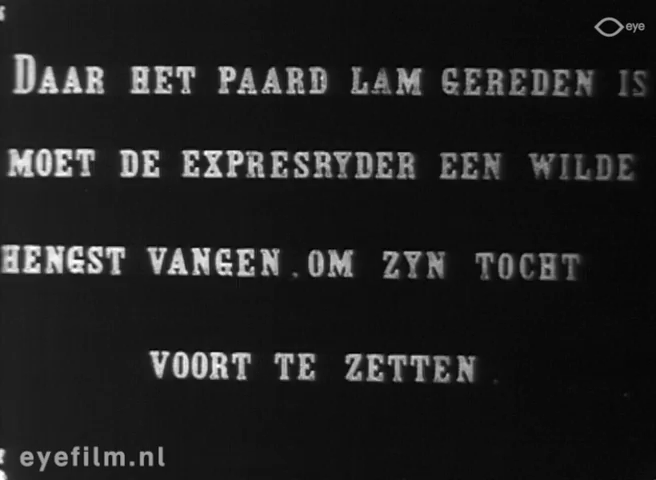 eye
DAAR HET PAARD LAM GEREDEN IS
MOET DE EXPRESRYDER EEN WILDE
HENGST VANGEN. OM ZYN TOCHT
VOORT TE ZETTEN.
eyefilm.nl